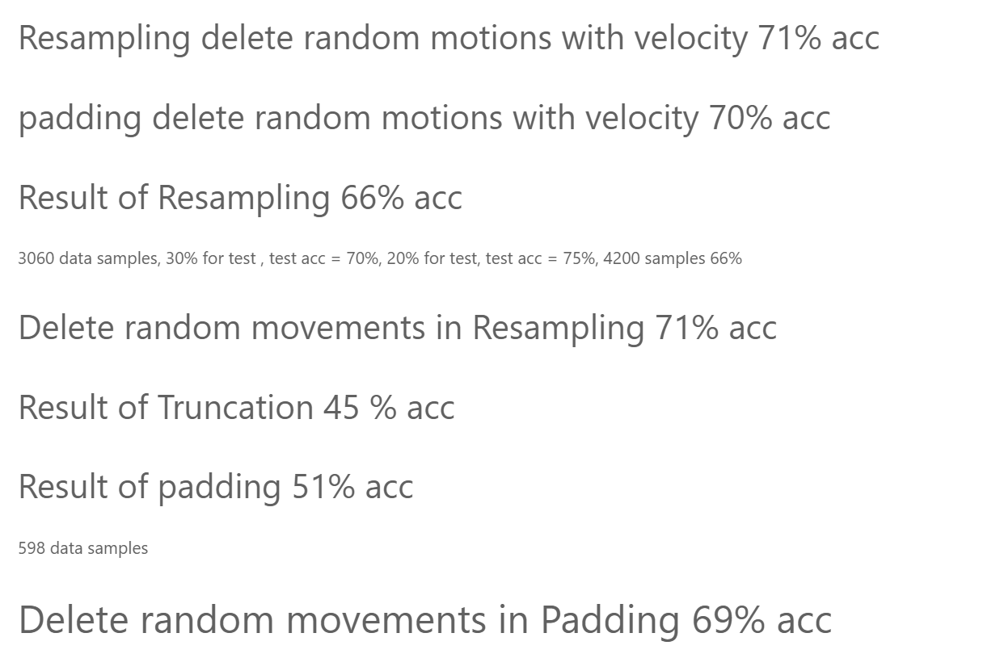 Resampling delete random motions with velocity 71% acc
padding delete random motions with velocity 70% acc
Result of Resampling 66% acc
3060 data samples, 30% for test , test acc = 70%, 20% for test, test acc = 75%, 4200 samples 66%
Delete random movements in Resampling 71% acc
Result of Truncation 45 % acc
Result of padding 51% acc
598 data samples
Delete random movements in Padding 69% acc